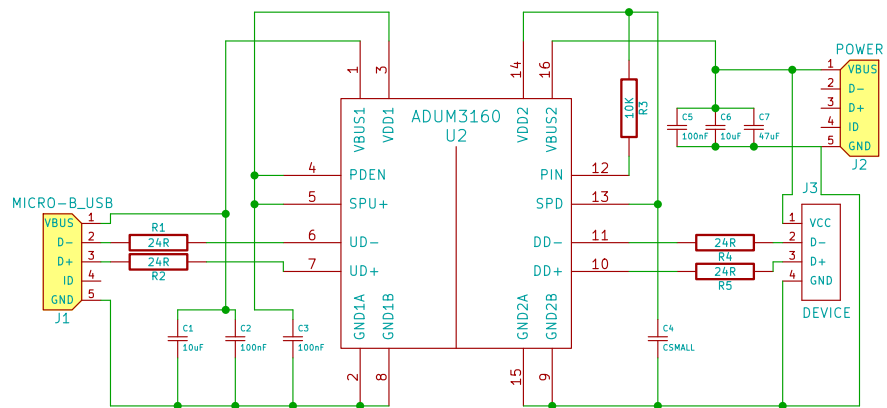 POWER
1 VBUS
2 D-
3 D+
4 ID
5 GND
J2
14
16
1
3
VBUS1
VDD1
ADUM3160
U2
VDD2
VBUS2
10K
R3
C5
100nF
C6
10uF
C7
47uF
4 PDEN
5 SPU+
6 UD-
7 UD+
PIN 12
SPD 13
DD- 11
DD+ 10
MICRO-B_USB
VBUS 1
D- 2
D+ 3
ID 4
GND 5
J1
R1
24R
24R
R2
J3
1 VCC
2 D-
3 D+
4 GND
DEVICE
24R
R4
24R
R5
GND1A
GND1B
GND2A
GND2B
C1
10uF
C2
100nF
C3
100nF
C4
CSMALL
2
8
15
9